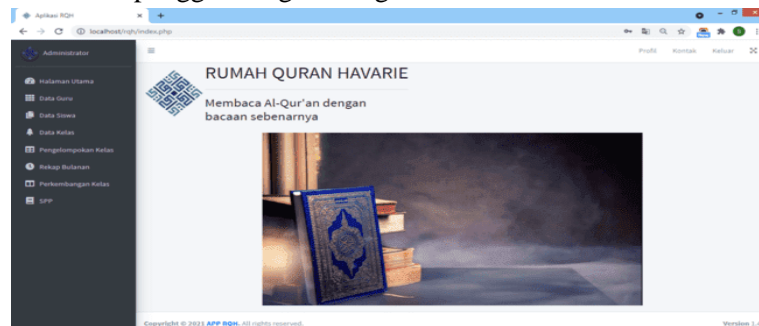 Aplikasi RQH
localhost/rqh/index.php
Administrator
Profil Kontak Keluar
Halaman Utama
Data Guru
Data Siswa
Data Kelas
Pengelompokan Kelas
Rekap Bulanan
Perkembangan Kelas
SPP
RUMAH QURAN HAVARIE
Membaca Al-Qur'an dengan
bacaan sebenarnya
Copyright © 2021 APP RQH. All rights reserved.
Version